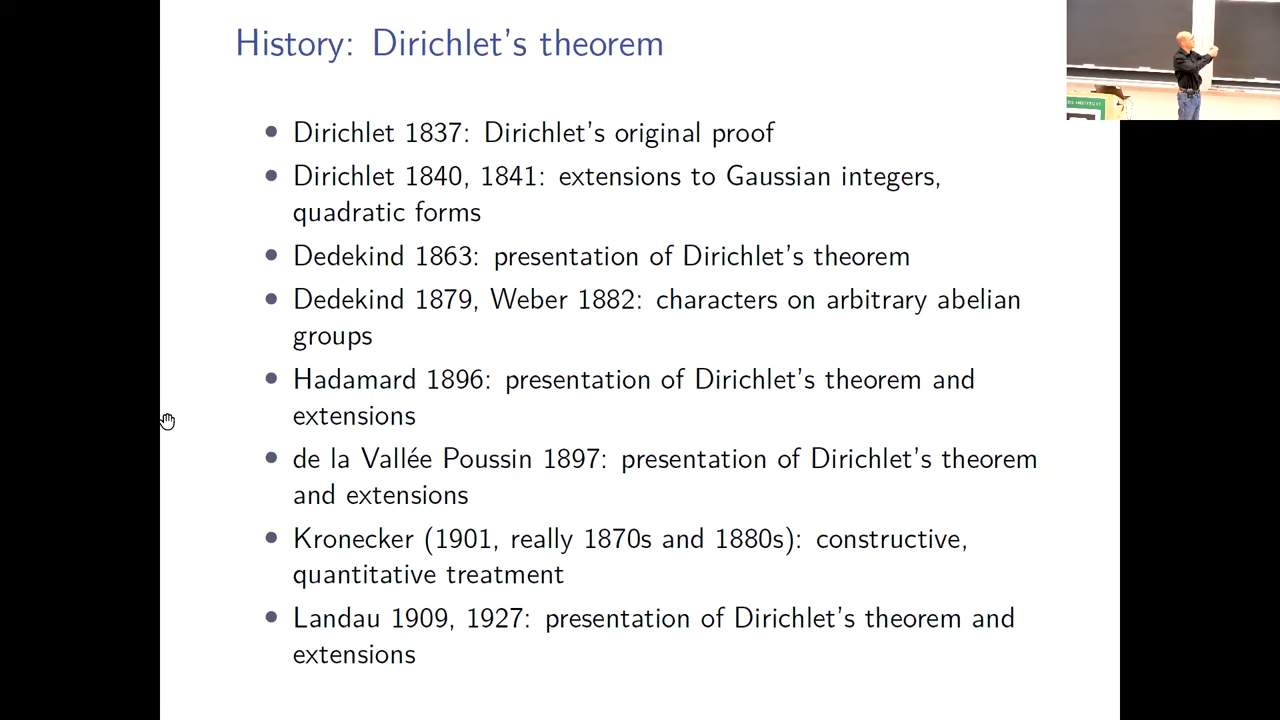 History: Dirichlet's theorem
• Dirichlet 1837: Dirichlet's original proof
• Dirichlet 1840, 1841: extensions to Gaussian integers,
quadratic forms
• Dedekind 1863: presentation of Dirichlet's theorem
• Dedekind 1879, Weber 1882: characters on arbitrary abelian
groups
• Hadamard 1896: presentation of Dirichlet's theorem and
extensions
• de la Vallée Poussin 1897: presentation of Dirichlet's theorem
and extensions
• Kronecker (1901, really 1870s and 1880s): constructive,
quantitative treatment
• Landau 1909, 1927: presentation of Dirichlet's theorem and
extensions
INSTITUTE